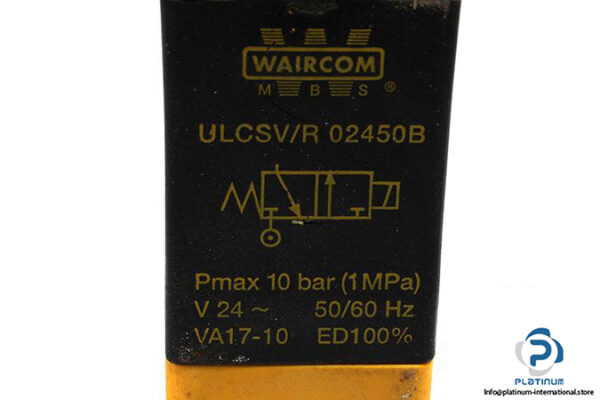 WAIRCOM
M B S ®
ULCSV/R 02450B
Pmax 10 bar (1MPa)
V 24 ~ 50/60 Hz
VA17-10 ED100%
PLATINUM
Info@platinum-international.store